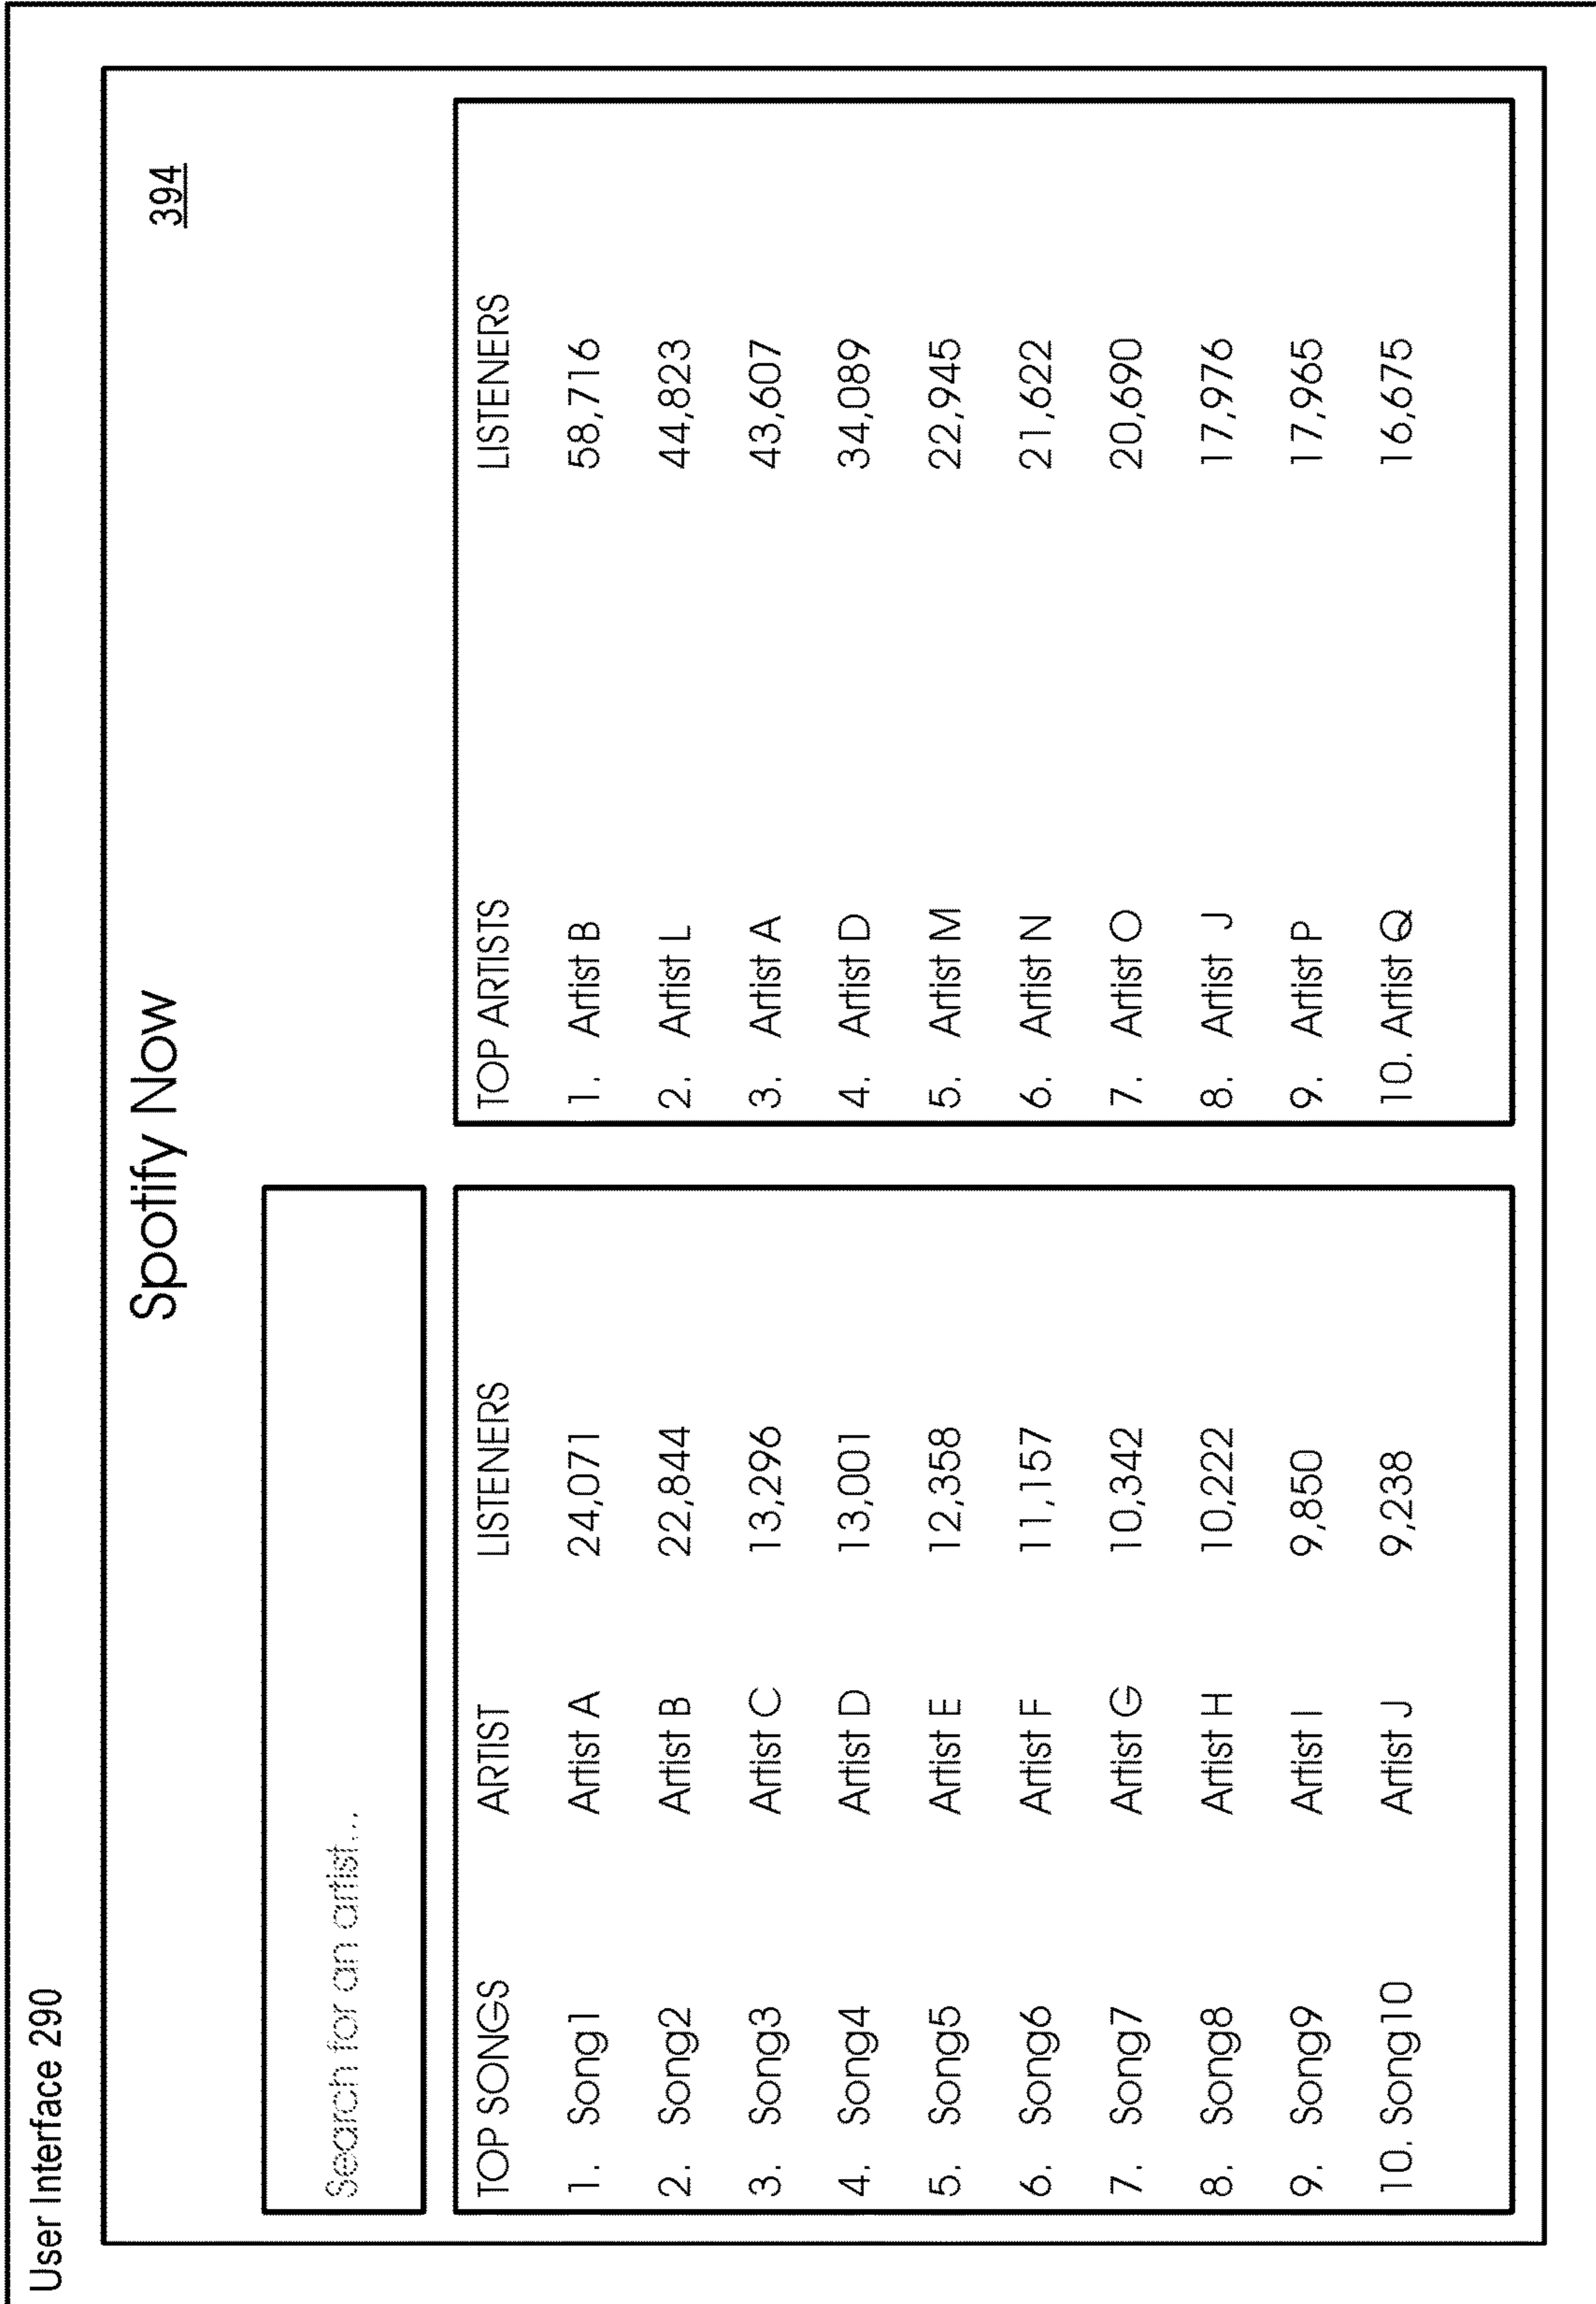 User Interface 290
Spotify Now
394
Search for an artist...
TOP SONGS ARTIST LISTENERS
1. Song1 Artist A 24,071
2. Song2 Artist B 22,844
3. Song3 Artist C 13,296
4. Song4 Artist D 13,001
5. Song5 Artist E 12,358
6. Song6 Artist F 11,157
7. Song7 Artist G 10,342
8. Song8 Artist H 10,222
9. Song9 Artist I 9,850
10. Song10 Artist J 9,238
TOP ARTISTS LISTENERS
1. Artist B 58,716
2. Artist L 44,823
3. Artist A 43,607
4. Artist D 34,089
5. Artist M 22,945
6. Artist N 21,622
7. Artist O 20,690
8. Artist J 17,976
9. Artist P 17,965
10. Artist Q 16,675